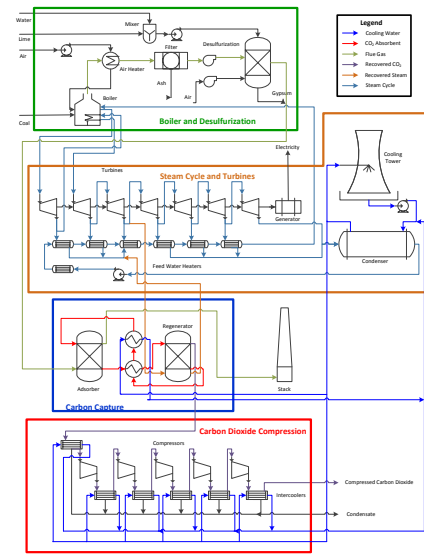 Water
Mixer
Lime
Air
Filter
Desulfurization
Air Heater
Ash
Air
Boiler
Gypsum
Coal
Boiler and Desulfurization
Legend
Cooling Water
CO₂ Absorbent
Flue Gas
Recovered CO₂
Recovered Steam
Steam Cycle
Electricity
Cooling
Tower
Turbines
Steam Cycle and Turbines
Generator
Condenser
Feed Water Heaters
Regenerator
Adsorber
Stack
Carbon Capture
Carbon Dioxide Compression
Compressors
Compressed Carbon Dioxide
Intercoolers
Condensate